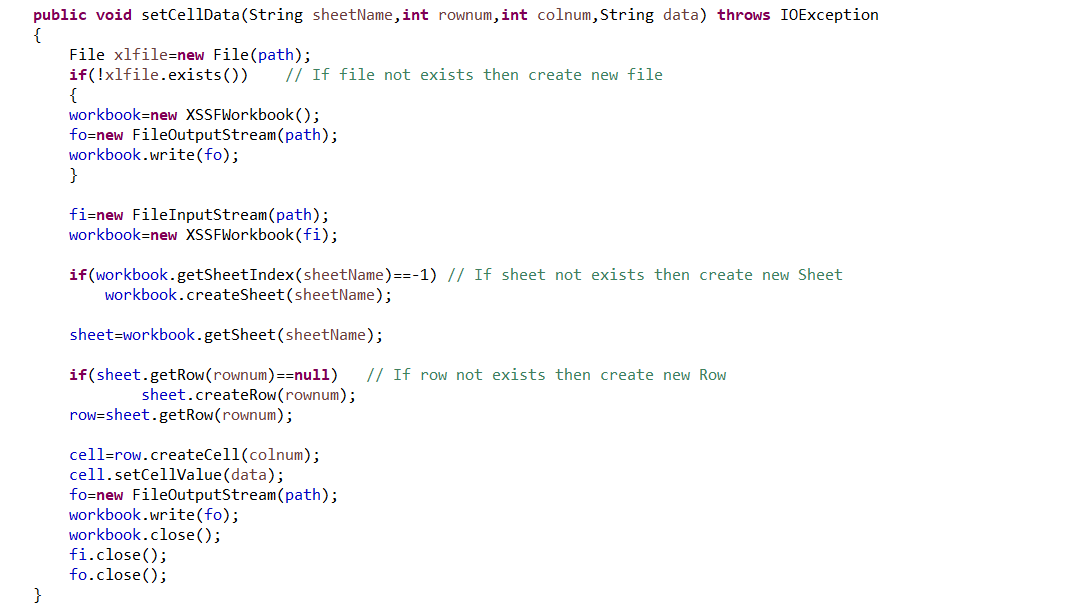 public void setCellData(String sheetName,int rownum,int colnum,String data) throws IOException
{
File xlfile=new File(path);
if(!xlfile.exists())    // If file not exists then create new file
{
workbook=new XSSFWorkbook();
fo=new FileOutputStream(path);
workbook.write(fo);
}
fi=new FileInputStream(path);
workbook=new XSSFWorkbook(fi);
if(workbook.getSheetIndex(sheetName)==-1) // If sheet not exists then create new Sheet
workbook.createSheet(sheetName);
sheet=workbook.getSheet(sheetName);
if(sheet.getRow(rownum)==null)   // If row not exists then create new Row
sheet.createRow(rownum);
row=sheet.getRow(rownum);
cell=row.createCell(colnum);
cell.setCellValue(data);
fo=new FileOutputStream(path);
workbook.write(fo);
workbook.close();
fi.close();
fo.close();
}